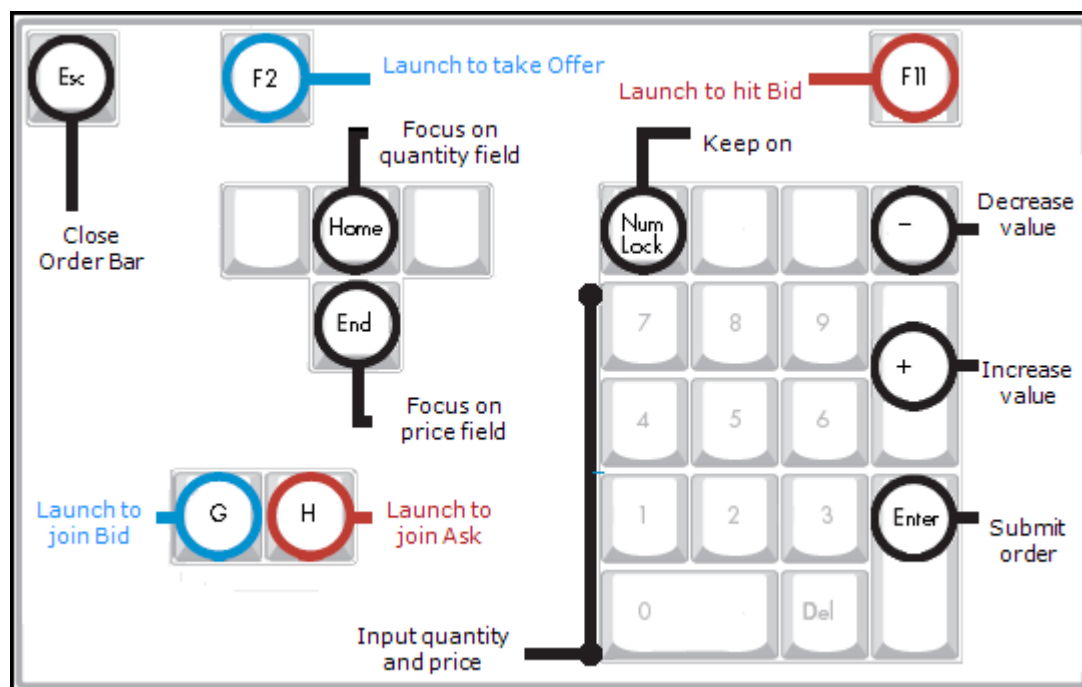 Esc
F2
Launch to take Offer
Launch to hit Bid
F11
Focus on
quantity field
Keep on
Close
Order Bar
Home
Num
Lock
-
Decrease
value
End
7
8
9
+
Increase
value
Focus on
price field
4
5
6
Launch to
join Bid
G
H
Launch to
join Ask
1
2
3
Enter
Submit
order
0
.
Del
Input quantity
and price